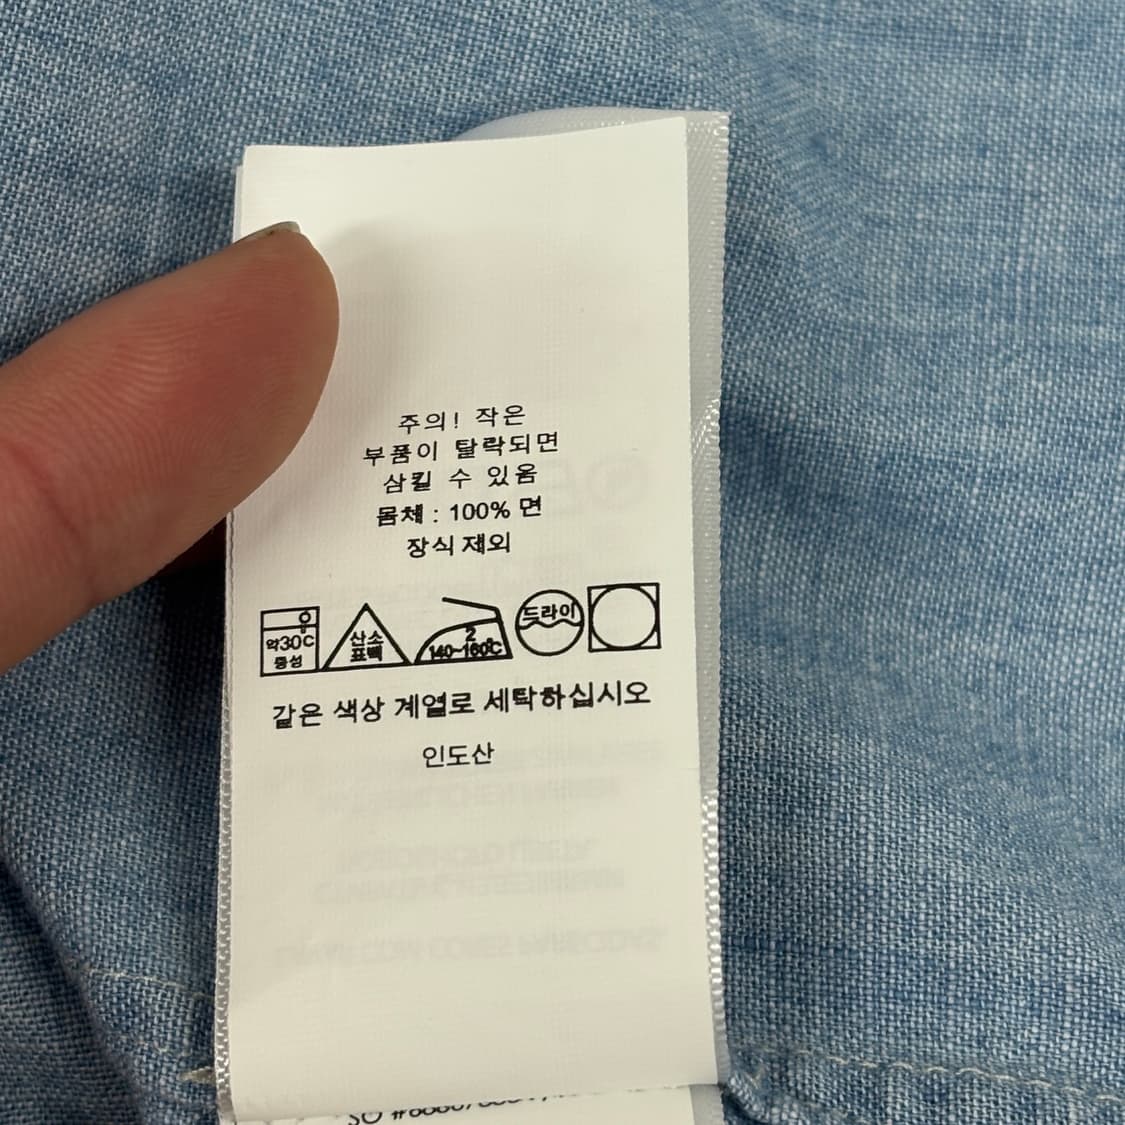 주의! 작은
부품이 탈락되면
삼킬 수 있음
몸체 : 100% 면
장식 제외
약30℃
중성
산소
표백
2
140~160℃
드라이
같은 색상 계열로 세탁하십시오
인도산